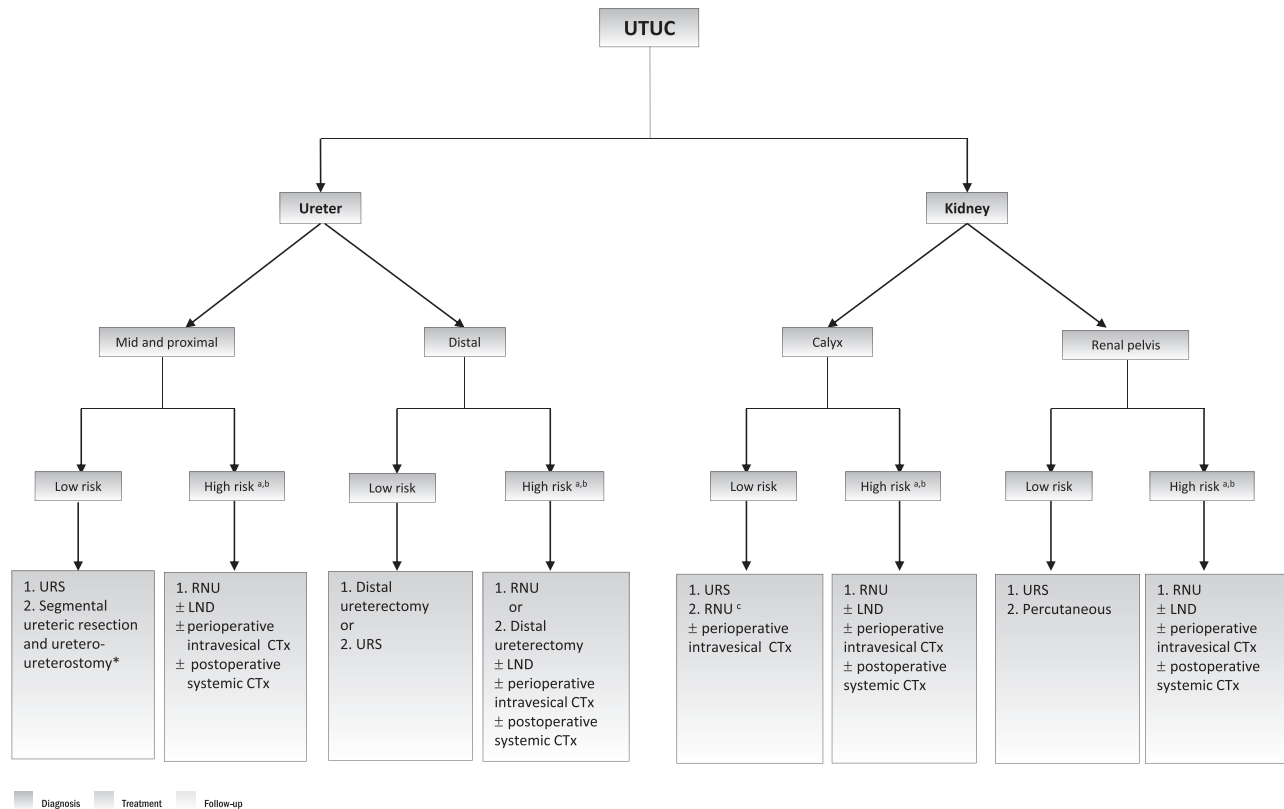 UTUC
Ureter
Kidney
Mid and proximal
Distal
Calyx
Renal pelvis
Low risk
High risk a,b
Low risk
High risk a,b
Low risk
High risk a,b
Low risk
High risk a,b
1. URS
2. Segmental
ureteric resection
and uretero-
ureterostomy*
1. RNU
± LND
± perioperative
intravesical CTx
± postoperative
systemic CTx
1. Distal
ureterectomy
or
2. URS
1. RNU
or
2. Distal
ureterectomy
± LND
± perioperative
intravesical CTx
± postoperative
systemic CTx
1. URS
2. RNU c
± perioperative
intravesical CTx
1. RNU
± LND
± perioperative
intravesical CTx
± postoperative
systemic CTx
1. URS
2. Percutaneous
1. RNU
± LND
± perioperative
intravesical CTx
± postoperative
systemic CTx
Diagnosis Treatment Follow-up